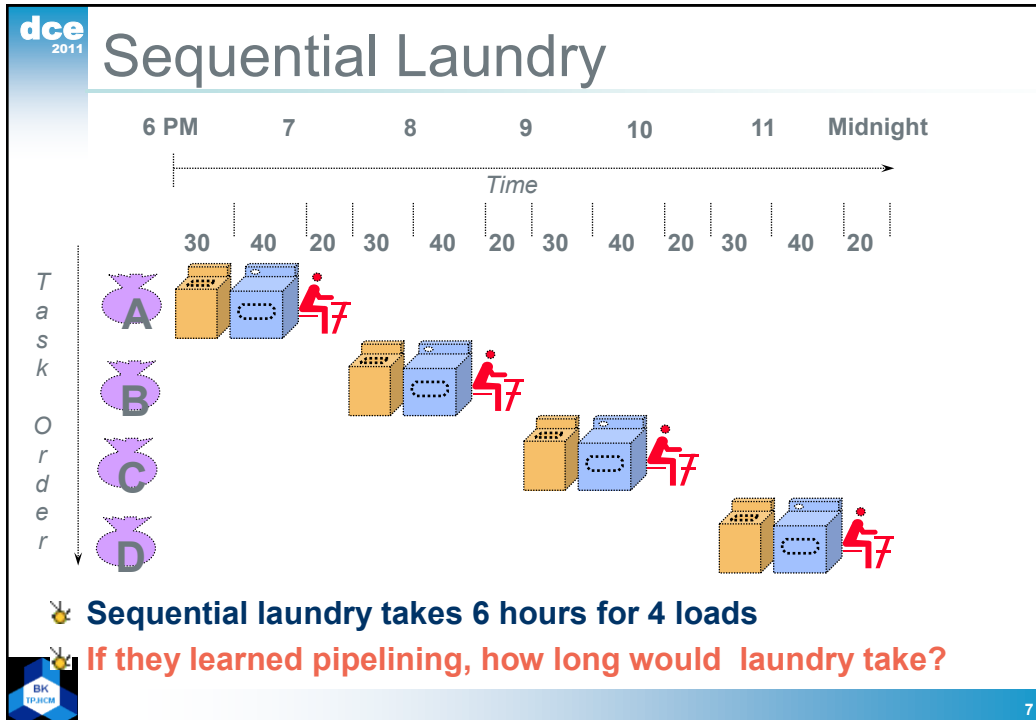 dce
2011
Sequential Laundry
6 PM 7 8 9 10 11 Midnight
Time
30 40 20 30 40 20 30 40 20 30 40 20
Task Order
A
B
C
D
Sequential laundry takes 6 hours for 4 loads
If they learned pipelining, how long would laundry take?
BK
TP.HCM
7